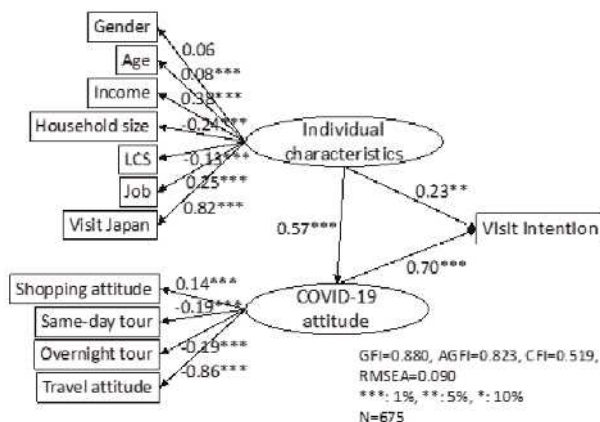 Gender
0.06
Age
0.08***
Income
0.38***
Household size
-0.24***
LCS
-0.13***
Job
0.25***
Visit Japan
0.82***
Individual
characteristics
0.23**
0.57***
Visit Intention
0.70***
Shopping attitude
0.14***
Same-day tour
-0.19***
Overnight tour
-0.19***
Travel attitude
-0.86***
COVID-19
attitude
GFI=0.880, AGFI=0.823, CFI=0.519,
RMSEA=0.090
***: 1%, **: 5%, *: 10%
N=675